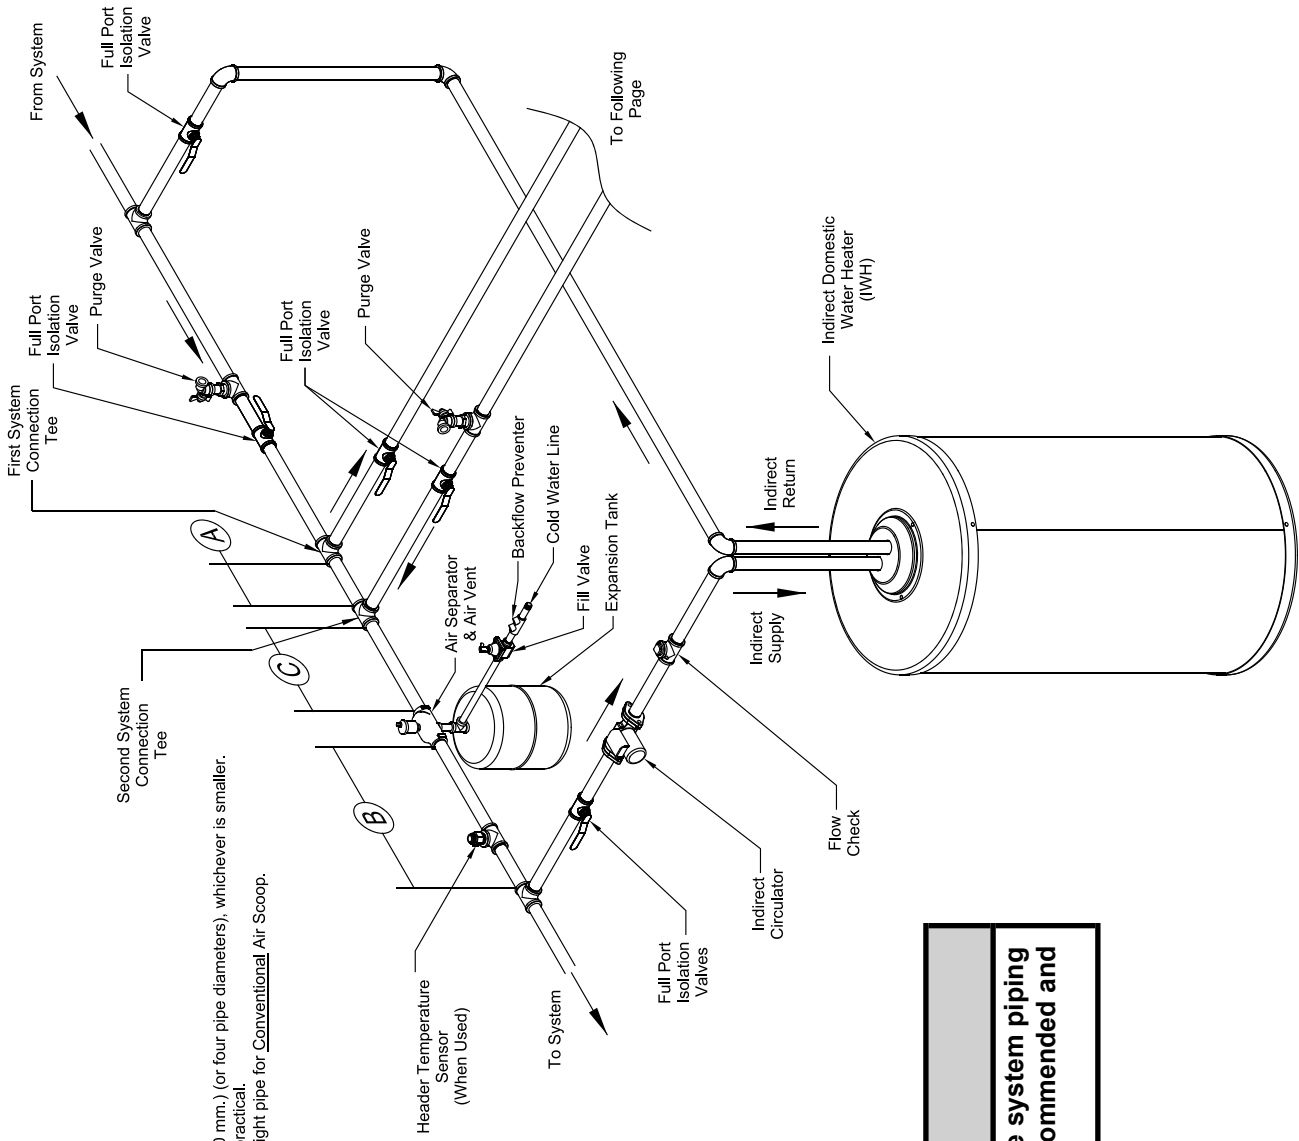 From System
Full Port
Isolation
Valve
Purge Valve
Full Port
Isolation
Valve
First System
Connection
Tee
A
Full Port
Isolation
Valve
Purge Valve
To Following
Page
Second System
Connection
Tee
C
B
Air Separator
& Air Vent
Backflow Preventer
Cold Water Line
Fill Valve
Expansion Tank
Indirect Domestic
Water Heater
(IWH)
Indirect
Return
Indirect
Supply
Flow
Check
Indirect
Circulator
Full Port
Isolation
Valves
Header Temperature
Sensor
(When Used)
To System
0 mm.) (or four pipe diameters), whichever is smaller.
ractical.
ight pipe for Conventional Air Scoop.
e system piping
ommended and